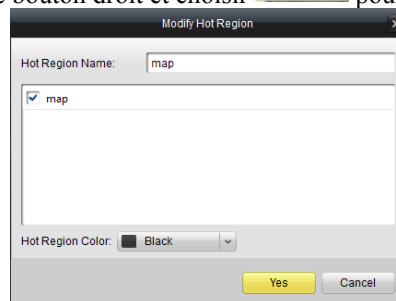 bouton droit et choisir pou
Modify Hot Region
Hot Region Name: map
map
Hot Region Color: Black
Yes Cancel